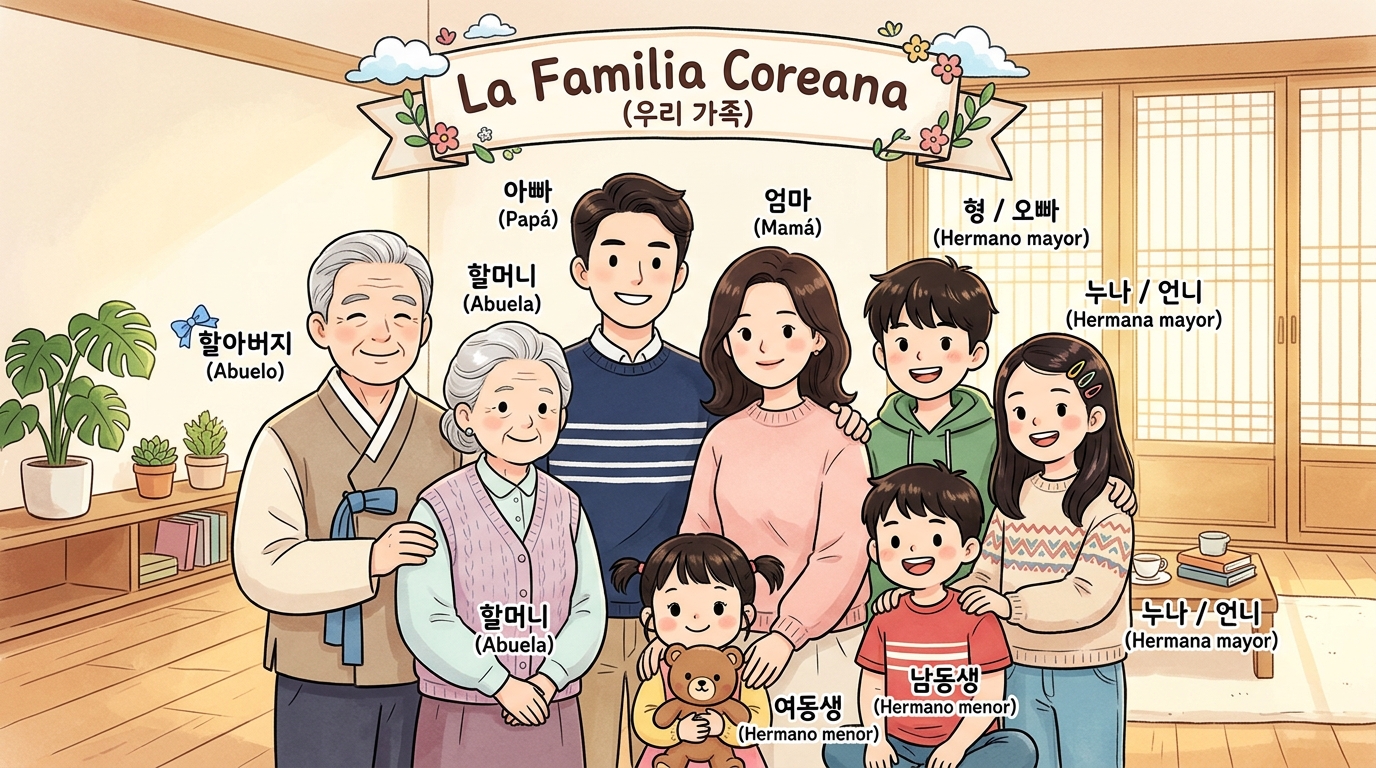 La Familia Coreana
(우리 가족)
아빠
(Papá)
엄마
(Mamá)
형 / 오빠
(Hermano mayor)
할머니
(Abuela)
누나 / 언니
(Hermana mayor)
할아버지
(Abuelo)
할머니
(Abuela)
누나 / 언니
(Hermana mayor)
남동생
(Hermano menor)
여동생
(Hermano menor)